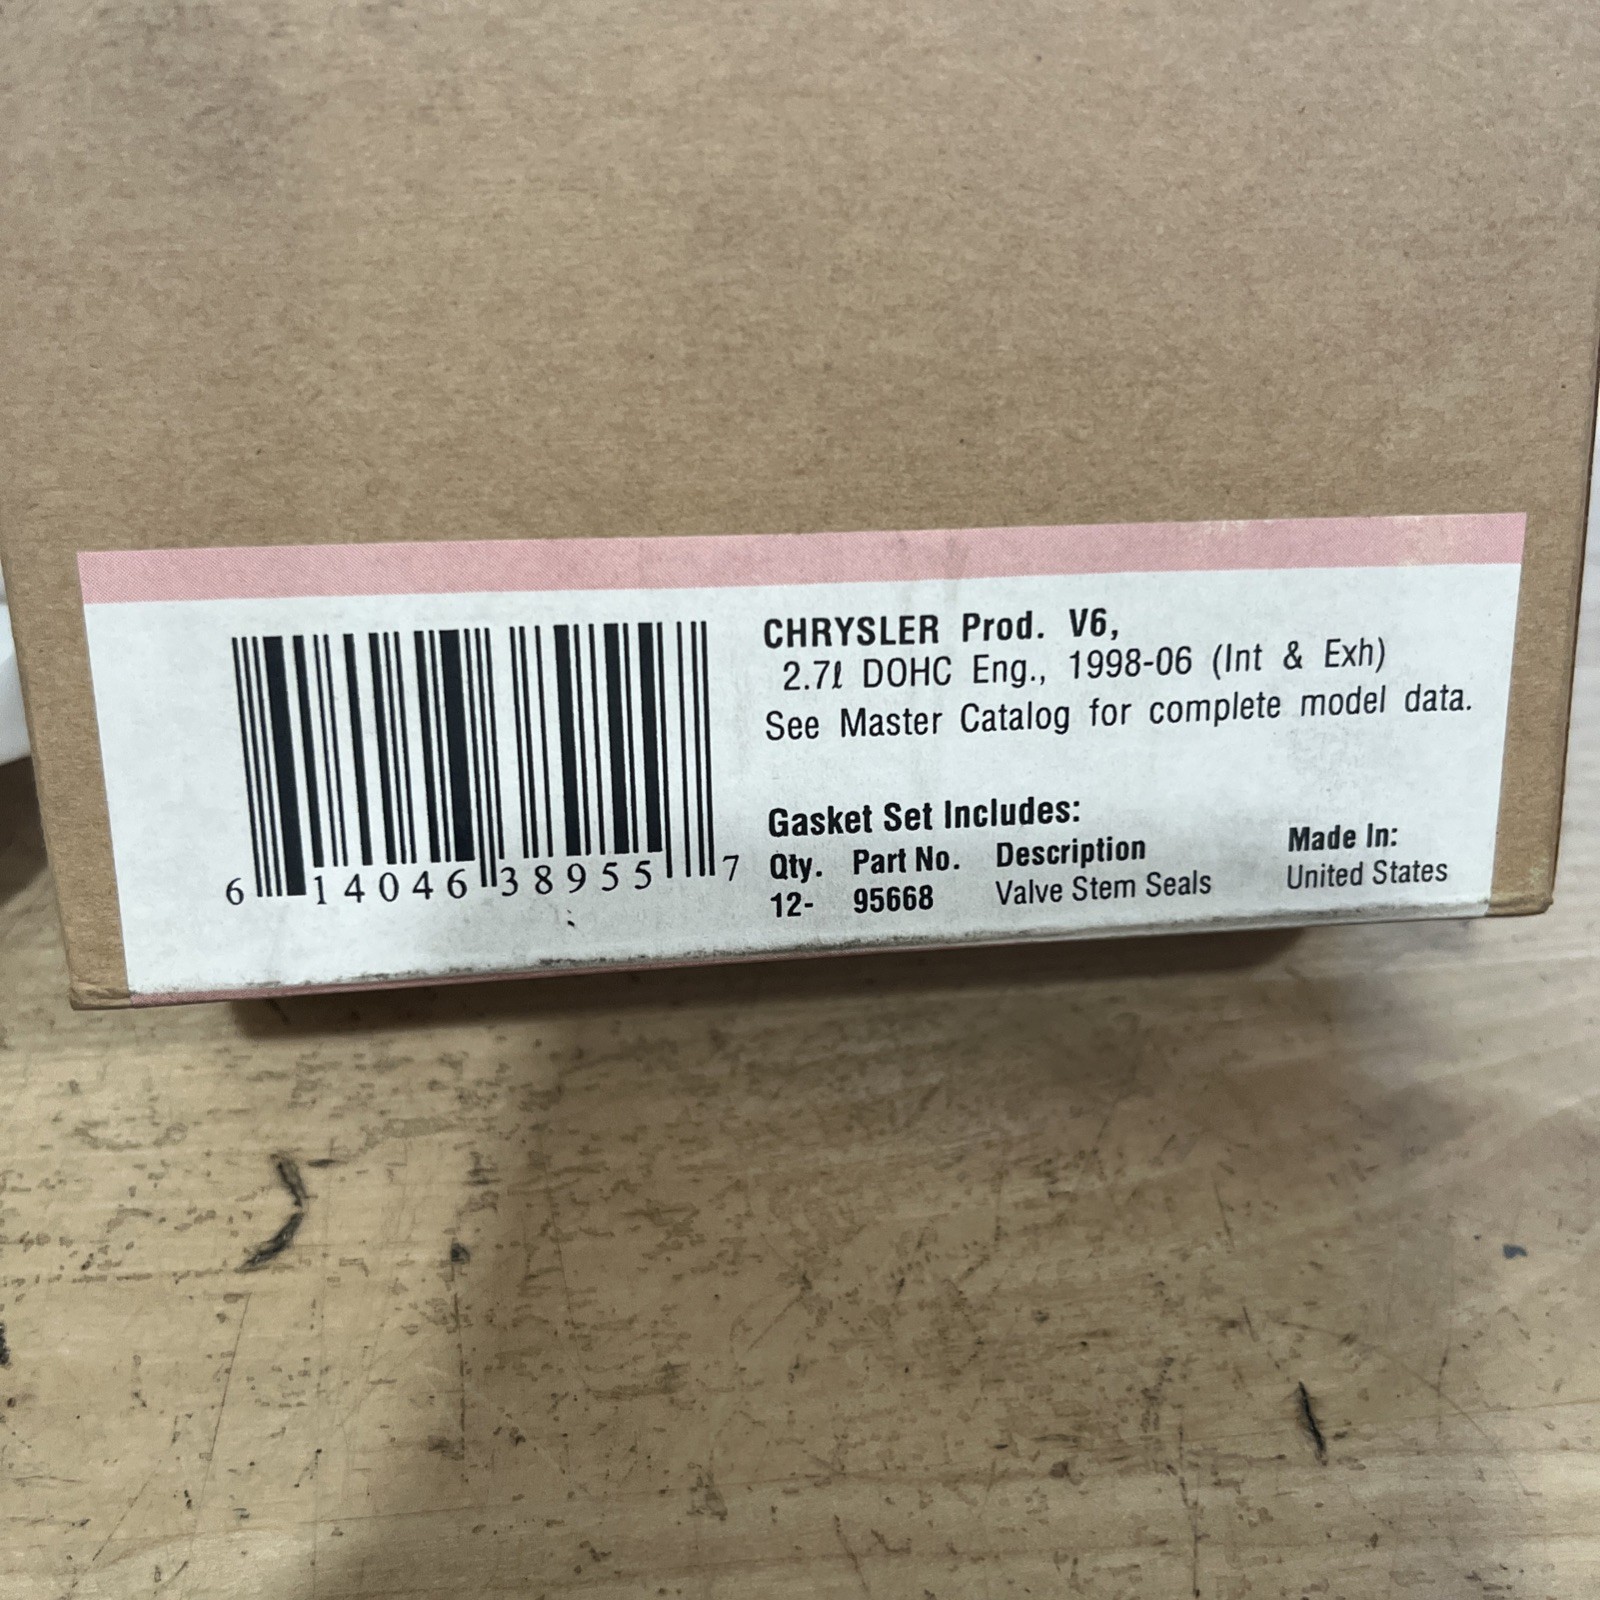 CHRYSLER Prod. V6,
2.7ℓ DOHC Eng., 1998-06 (Int & Exh)
See Master Catalog for complete model data.
Gasket Set Includes:
Qty. Part No. Description Made In:
12- 95668 Valve Stem Seals United States
6 14046 38955 7